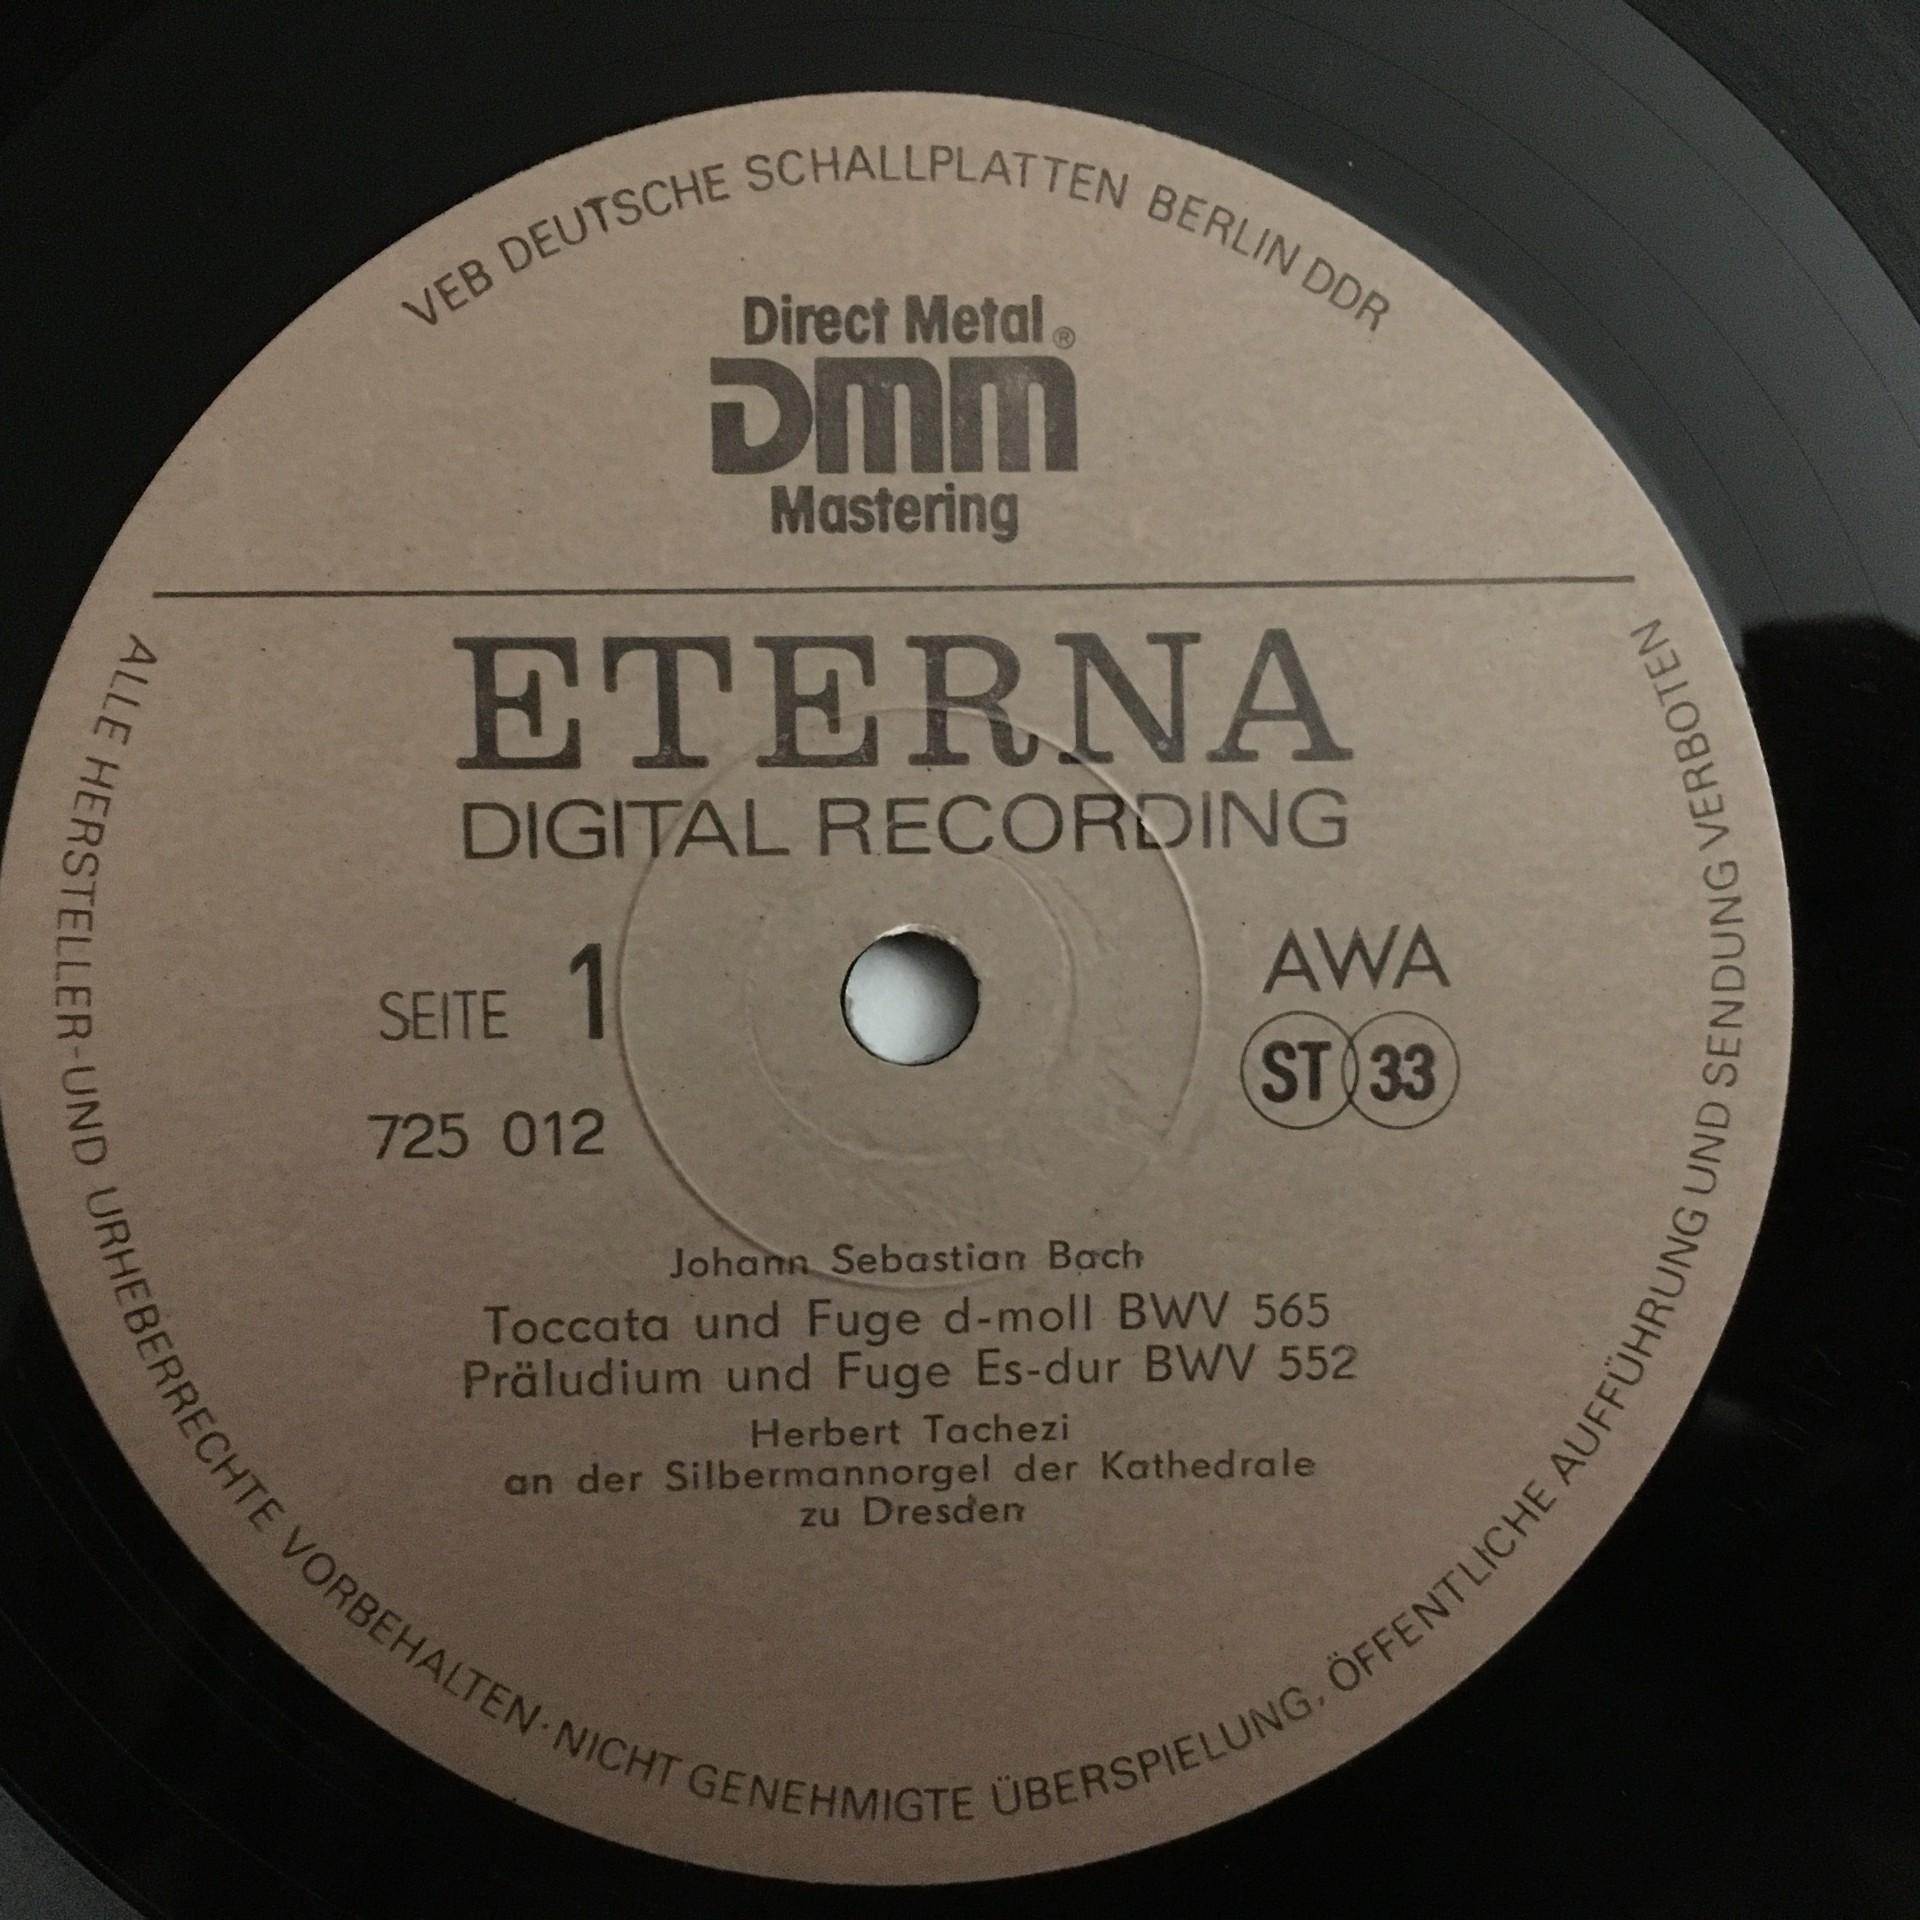 VEB DEUTSCHE SCHALLPLATTEN BERLIN DDR
Direct Metal ®
DMM
Mastering
ETERNA
DIGITAL RECORDING
SEITE 1
AWA
ST 33
725 012
Johann Sebastian Bach
Toccata und Fuge d-moll BWV 565
Präludium und Fuge Es-dur BWV 552
Herbert Tachezi
an der Silbermannorgel der Kathedrale
zu Dresden
ALLE HERSTELLER-UND URHEBERRECHTE VORBEHALTEN·NICHT GENEHMIGTE ÜBERSPIELUNG, ÖFFENTLICHE AUFFÜHRUNG UND SENDUNG VERBOTEN